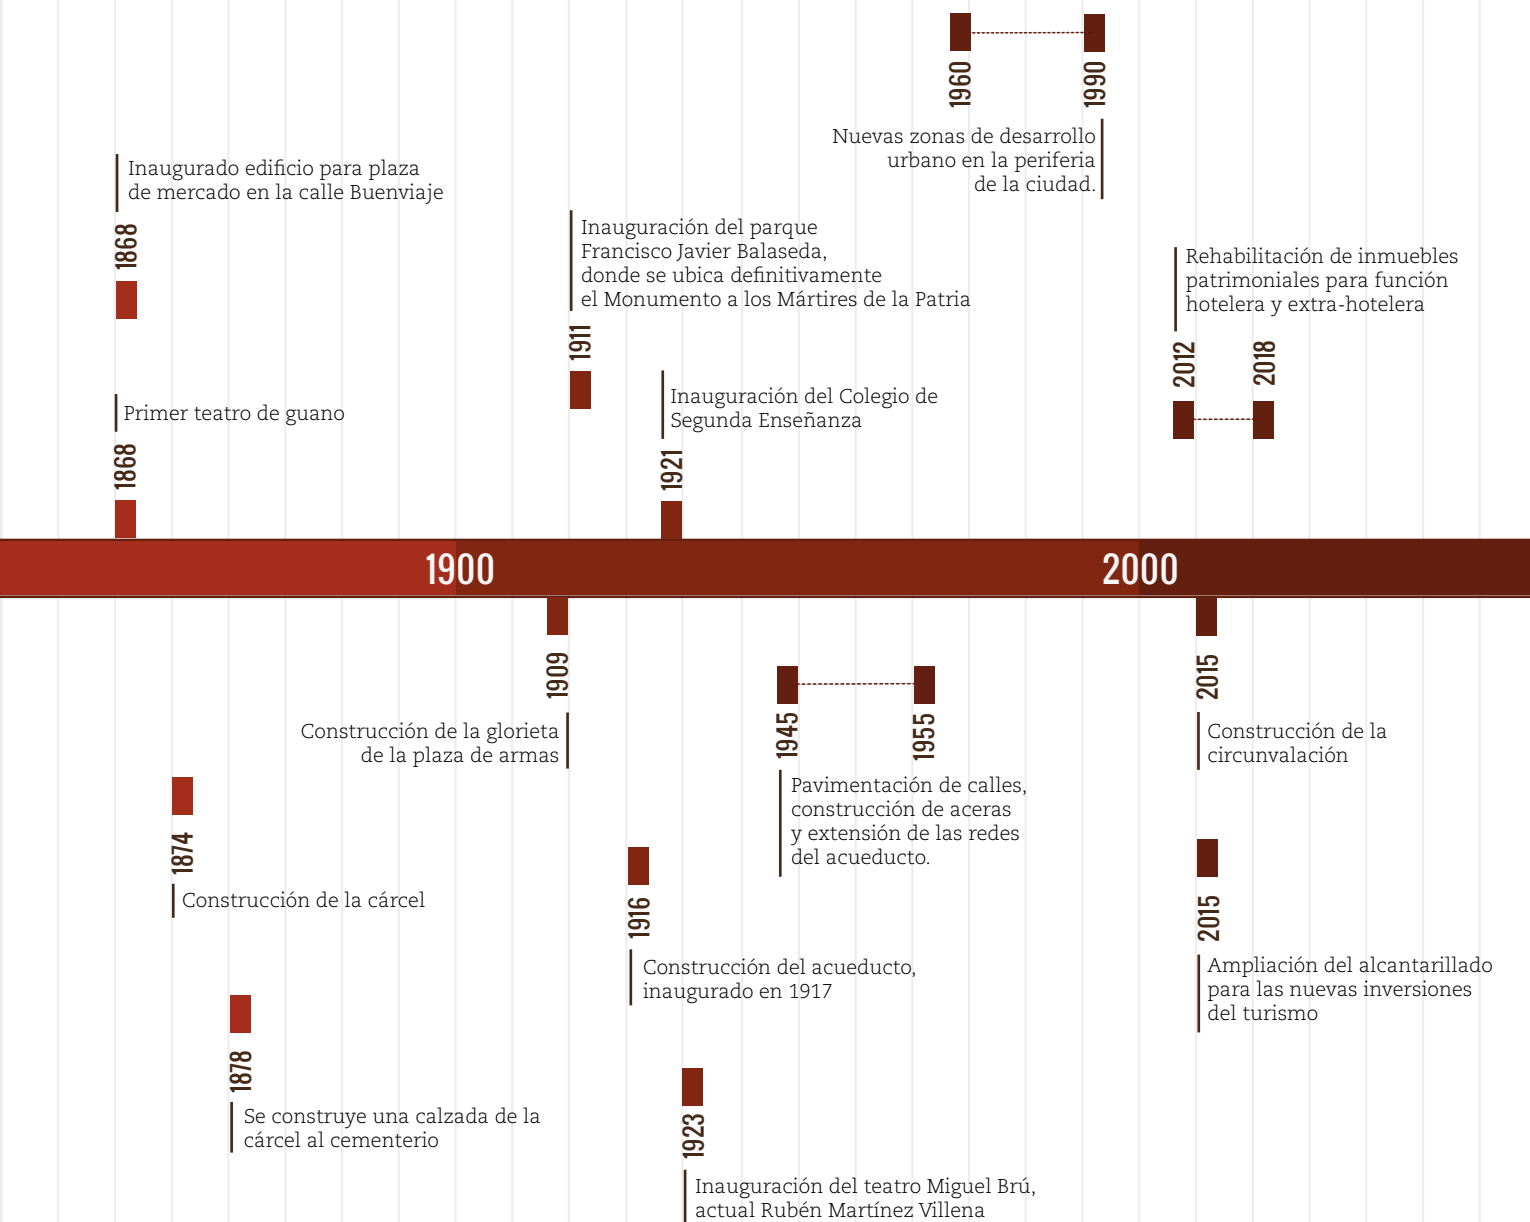 1960
1990
Nuevas zonas de desarrollo
urbano en la periferia
de la ciudad.
Inaugurado edificio para plaza
de mercado en la calle Buenviaje
1868
Inauguración del parque
Francisco Javier Balaseda,
donde se ubica definitivamente
el Monumento a los Mártires de la Patria
1911
Rehabilitación de inmuebles
patrimoniales para función
hotelera y extra-hotelera
2012
2018
Primer teatro de guano
1868
Inauguración del Colegio de
Segunda Enseñanza
1921
1900
2000
1909
Construcción de la glorieta
de la plaza de armas
1945
1955
Pavimentación de calles,
construcción de aceras
y extensión de las redes
del acueducto.
2015
Construcción de la
circunvalación
1874
Construcción de la cárcel
1916
Construcción del acueducto,
inaugurado en 1917
2015
Ampliación del alcantarillado
para las nuevas inversiones
del turismo
1878
Se construye una calzada de la
cárcel al cementerio
1923
Inauguración del teatro Miguel Brú,
actual Rubén Martínez Villena